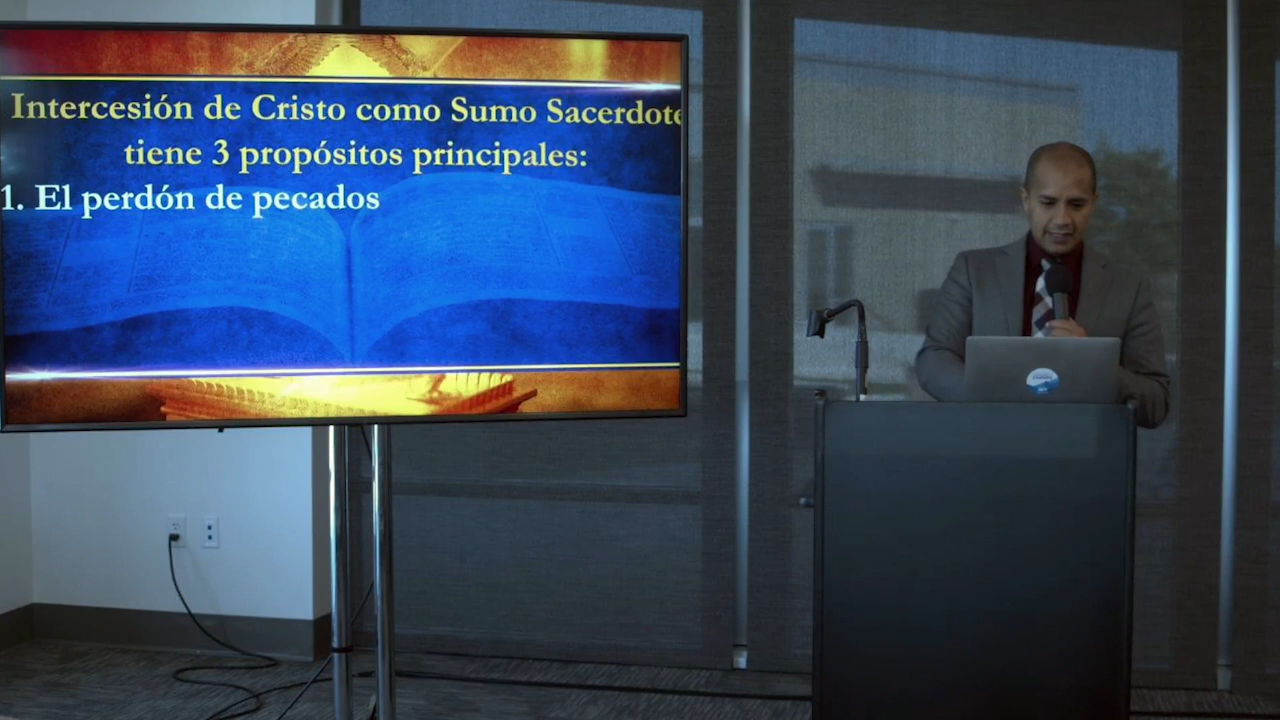 Intercesión de Cristo como Sumo Sacerdote
tiene 3 propósitos principales:
1. El perdón de pecados